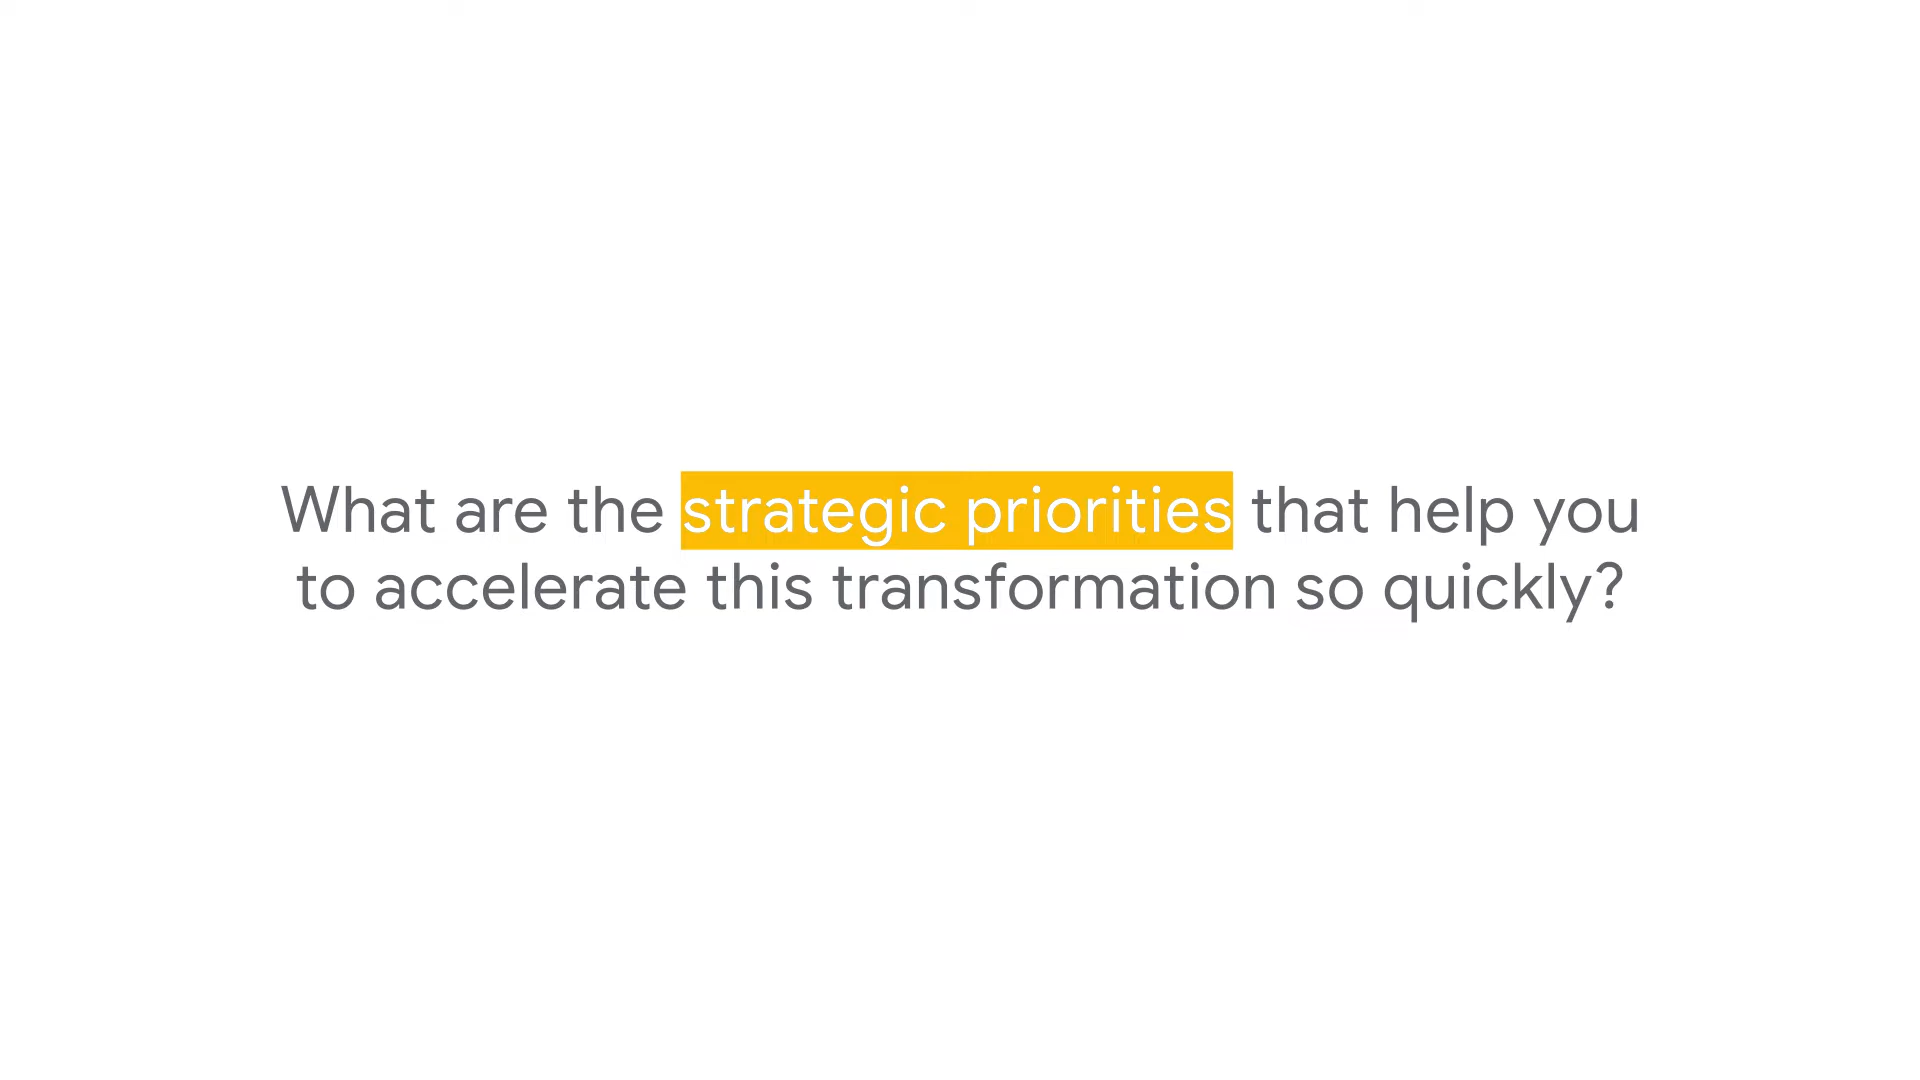 What are the strategic priorities that help you
to accelerate this transformation so quickly?